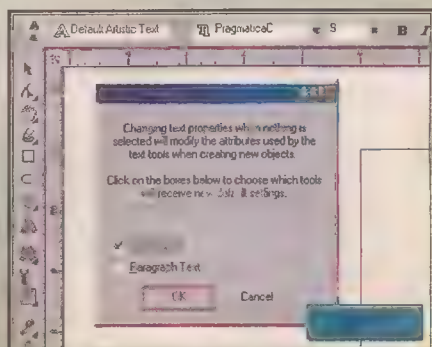 Default Artistic Text PragmaticaC B I
Changing text properties when nothing is
selected will modify the attributes used by the
text tools when creating new objects.
Click on the boxes below to choose which tools
will receive new settings.
Paragraph Text
OK Cancel